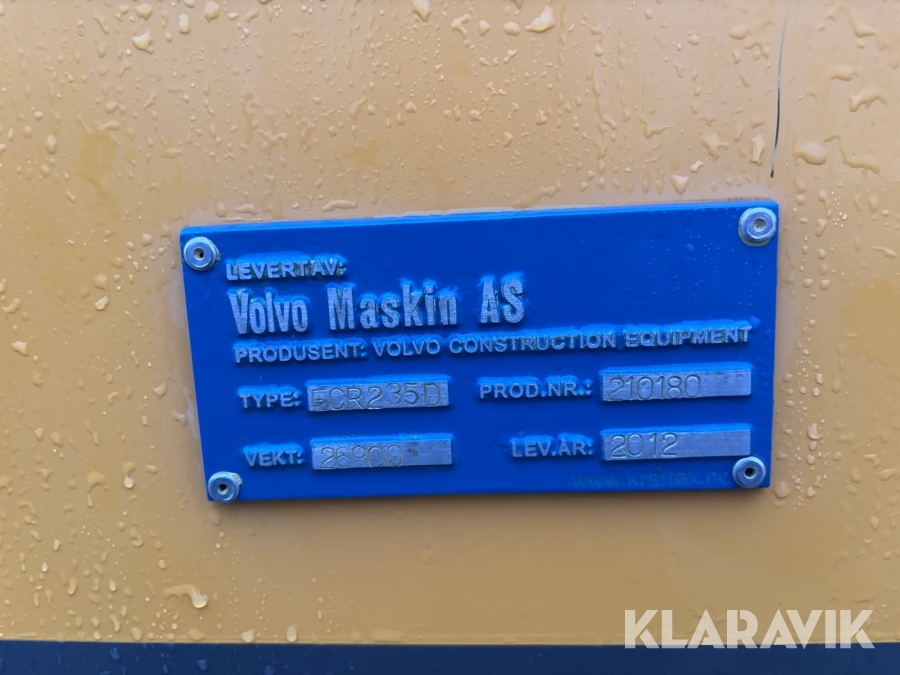 LEVERT AV:
Volvo Maskin AS
PRODUSENT: VOLVO CONSTRUCTION EQUIPMENT
TYPE: ECR235D PROD.NR.: 210180
VEKT: LEV.ÅR: 2012
KLARAVIK